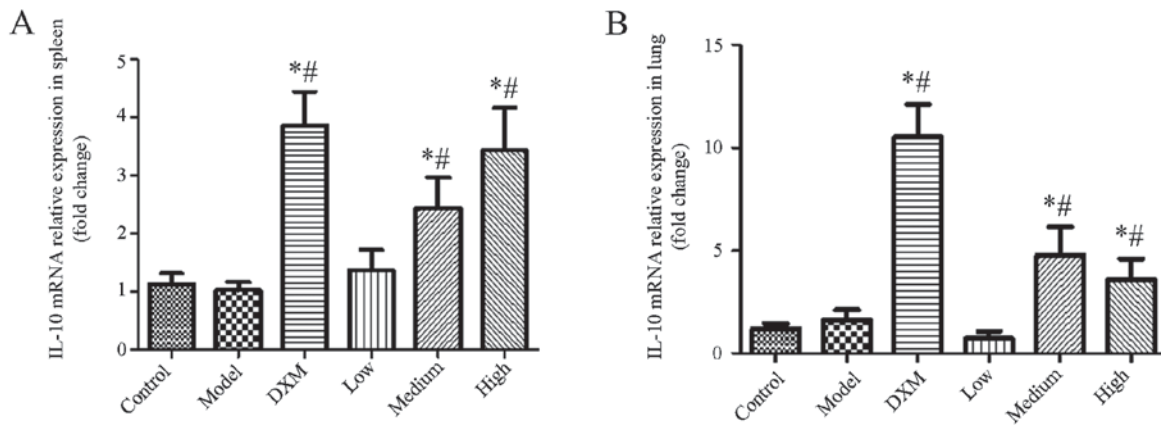 A
IL-10 mRNA relative expression in spleen
(fold change)
5
4
3
2
1
0
*#
*#
*#
Control
Model
DXM
Low
Medium
High
B
IL-10 mRNA relative expression in lung
(fold change)
15
10
5
0
*#
*#
*#
Control
Model
DXM
Low
Medium
High